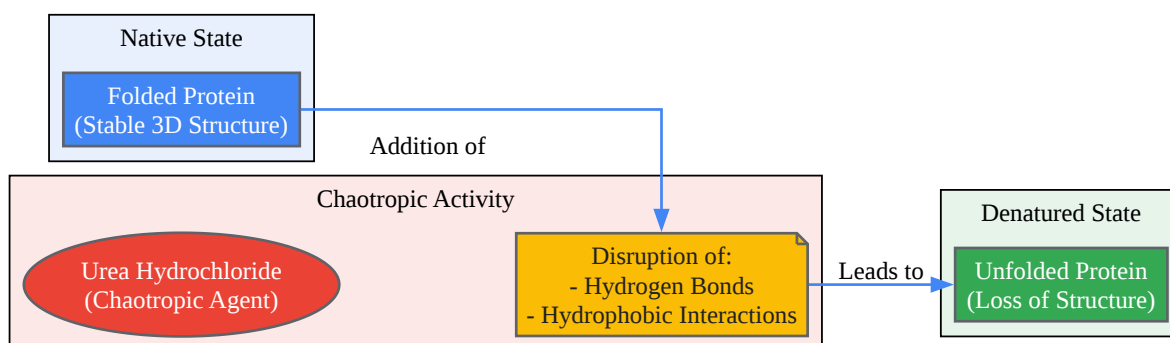 Native State
Folded Protein
(Stable 3D Structure)
Addition of
Chaotropic Activity
Urea Hydrochloride
(Chaotropic Agent)
Disruption of:
- Hydrogen Bonds
- Hydrophobic Interactions
Leads to
Denatured State
Unfolded Protein
(Loss of Structure)